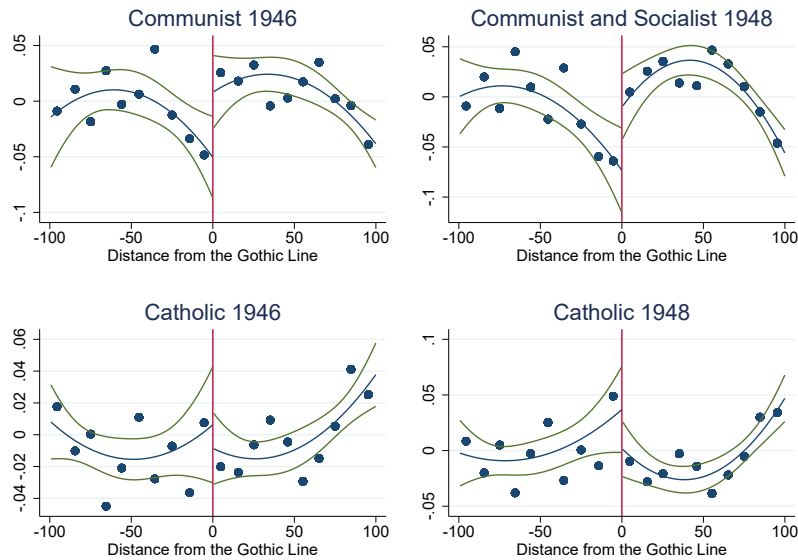 Communist 1946
.05
0
-.05
-.1
-100 -50 0 50 100
Distance from the Gothic Line
Communist and Socialist 1948
.05
0
-.05
-.1
-100 -50 0 50 100
Distance from the Gothic Line
Catholic 1946
.06
.04
.02
0
-.02
-.04
-100 -50 0 50 100
Distance from the Gothic Line
Catholic 1948
.1
.05
0
-.05
-100 -50 0 50 100
Distance from the Gothic Line